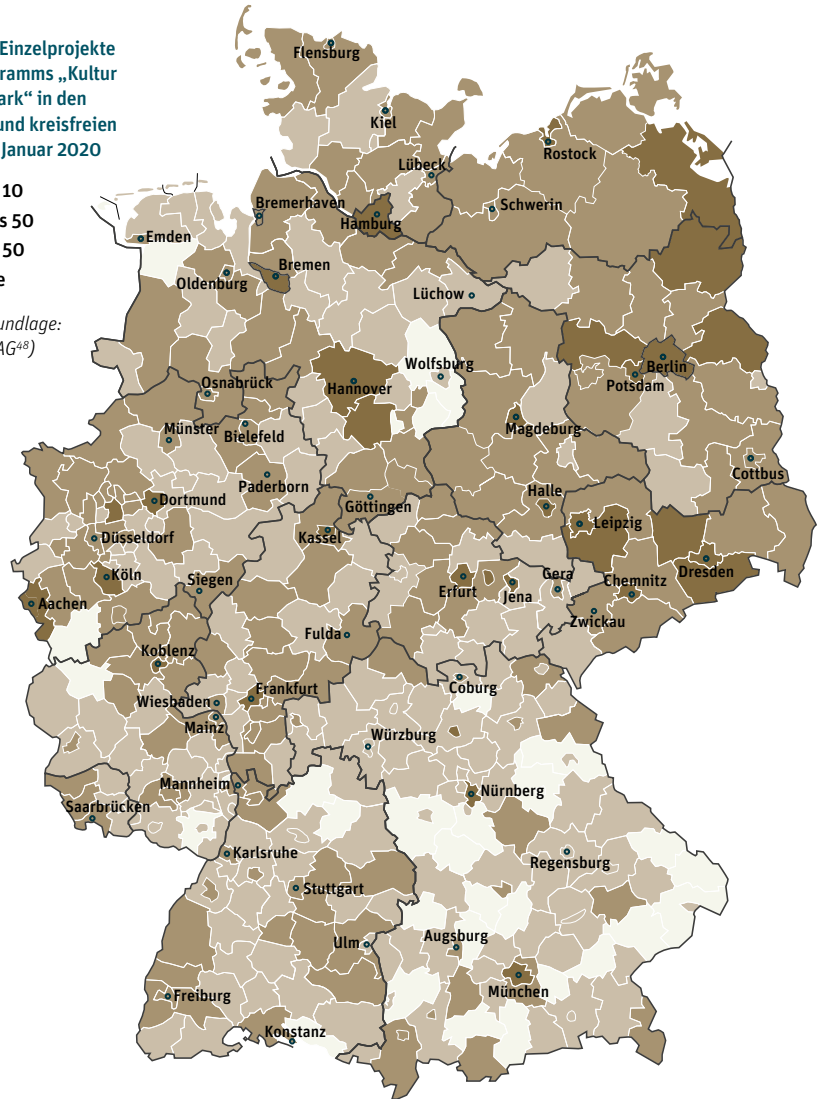 Einzelprojekte
ramms „Kultur
ark“ in den
und kreisfreien
Januar 2020
10
s 50
50
e
undlage:
AG⁴⁸)
Flensburg
Kiel
Lübeck
Rostock
Bremerhaven
Hamburg
Schwerin
Emden
Bremen
Oldenburg
Lüchow
Wolfsburg
Berlin
Osnabrück
Hannover
Potsdam
Münster
Bielefeld
Magdeburg
Paderborn
Cottbus
Dortmund
Göttingen
Halle
Düsseldorf
Kassel
Leipzig
Köln
Siegen
Erfurt
Jena
Gera
Chemnitz
Dresden
Aachen
Zwickau
Fulda
Koblenz
Coburg
Wiesbaden
Frankfurt
Mainz
Würzburg
Mannheim
Nürnberg
Saarbrücken
Karlsruhe
Regensburg
Stuttgart
Ulm
Augsburg
München
Freiburg
Konstanz